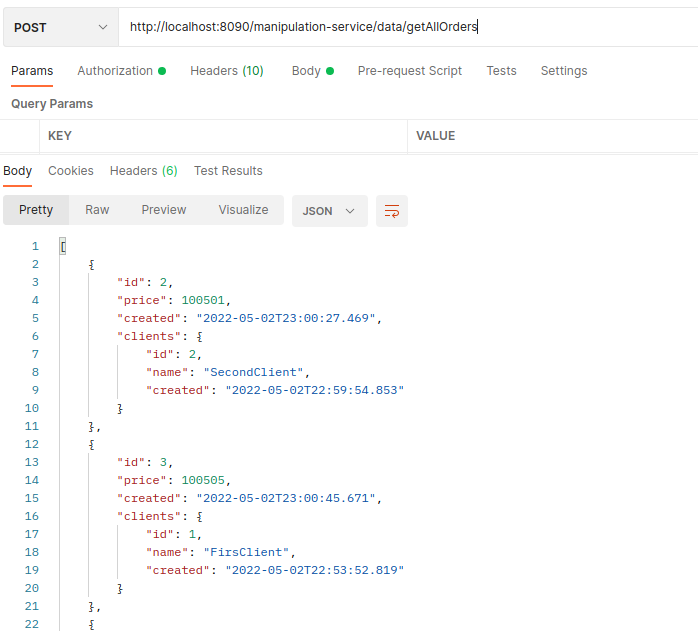 POST http://localhost:8090/manipulation-service/data/getAllOrders
Params Authorization Headers (10) Body Pre-request Script Tests Settings
Query Params
KEY VALUE
Body Cookies Headers (6) Test Results
Pretty Raw Preview Visualize JSON
1 [
2 {
3 "id": 2,
4 "price": 100501,
5 "created": "2022-05-02T23:00:27.469",
6 "clients": {
7 "id": 2,
8 "name": "SecondClient",
9 "created": "2022-05-02T22:59:54.853"
10 }
11 },
12 {
13 "id": 3,
14 "price": 100505,
15 "created": "2022-05-02T23:00:45.671",
16 "clients": {
17 "id": 1,
18 "name": "FirsClient",
19 "created": "2022-05-02T22:53:52.819"
20 }
21 },
22 {